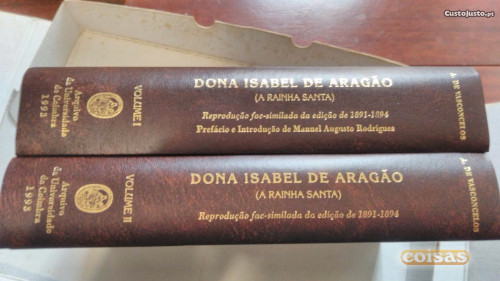 CustoJusto.pt
DONA ISABEL DE ARAGÃO
(A RAINHA SANTA)
Reprodução fac-similada da edição de 1891-1894
Prefácio e Introdução de Manuel Augusto Rodrigues
A. DE VASCONCELOS
VOLUME I
Arquivo
da Universidade
de Coimbra
1993
DONA ISABEL DE ARAGÃO
(A RAINHA SANTA)
Reprodução fac-similada da edição de 1891-1894
A. DE VASCONCELOS
VOLUME II
Arquivo
da Universidade
de Coimbra
1993
coisas